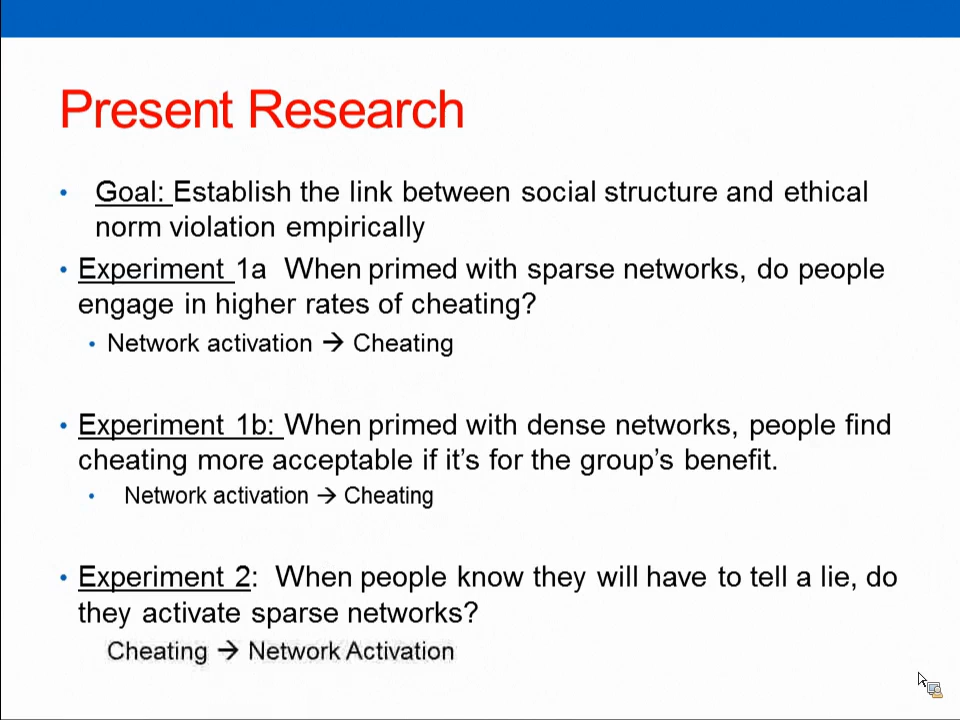 Present Research
• Goal: Establish the link between social structure and ethical
norm violation empirically
• Experiment 1a When primed with sparse networks, do people
engage in higher rates of cheating?
• Network activation → Cheating
• Experiment 1b: When primed with dense networks, people find
cheating more acceptable if it's for the group's benefit.
• Network activation → Cheating
• Experiment 2: When people know they will have to tell a lie, do
they activate sparse networks?
Cheating → Network Activation